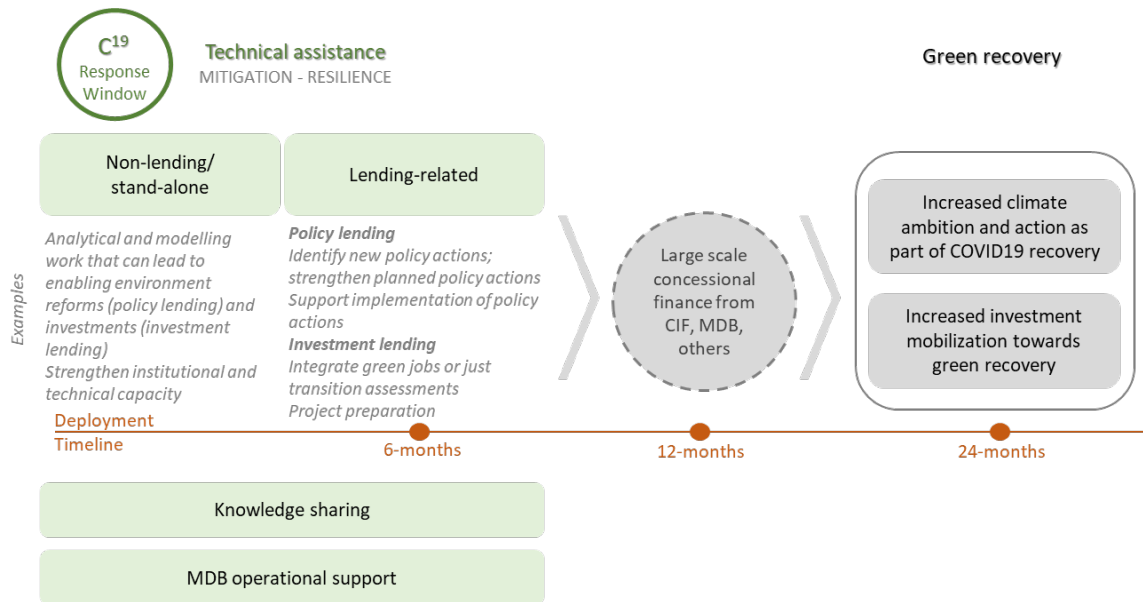 C19
Response
Window
Technical assistance
MITIGATION - RESILIENCE
Green recovery
Non-lending/
stand-alone
Lending-related
Examples
Analytical and modelling
work that can lead to
enabling environment
reforms (policy lending) and
investments (investment
lending)
Strengthen institutional and
technical capacity
Policy lending
Identify new policy actions;
strengthen planned policy actions
Support implementation of policy
actions
Investment lending
Integrate green jobs or just
transition assessments
Project preparation
Large scale
concessional
finance from
CIF, MDB,
others
Increased climate
ambition and action as
part of COVID19 recovery
Increased investment
mobilization towards
green recovery
Deployment
Timeline
6-months
12-months
24-months
Knowledge sharing
MDB operational support